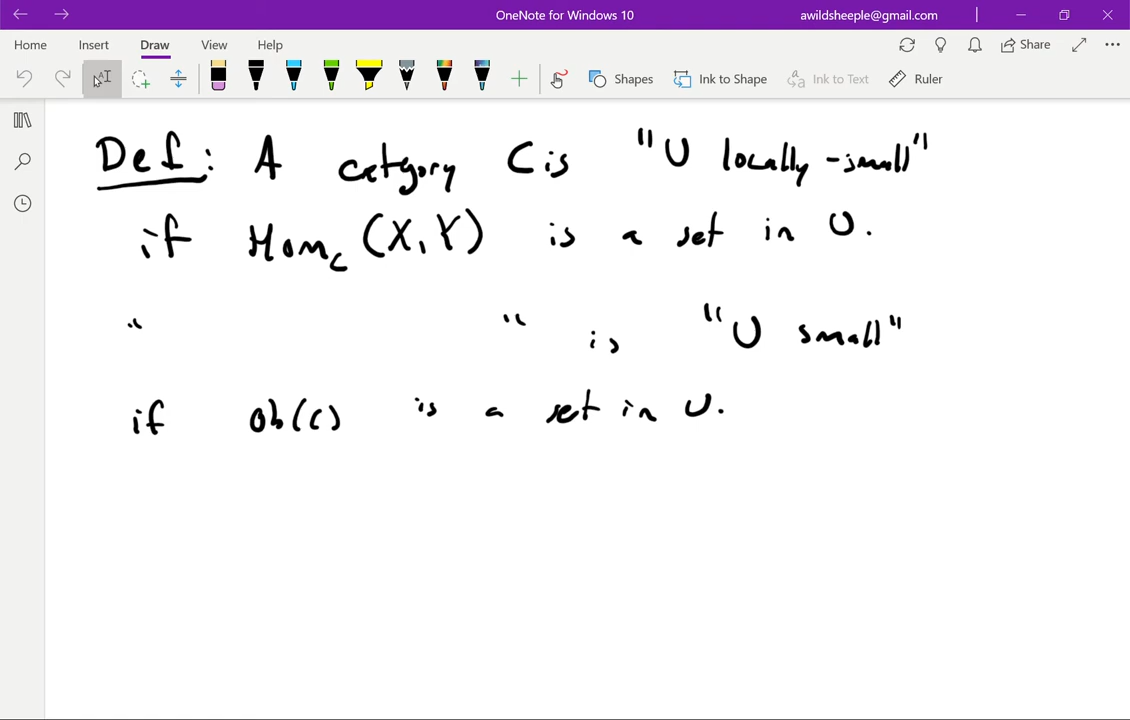 OneNote for Windows 10
awildsheeple@gmail.com
Home Insert Draw View Help
Share
Shapes Ink to Shape Ink to Text Ruler
Def: A category C is "U locally-small"
if Hom_C (X,Y) is a set in U.
" " is "U small"
if ob(C) is a set in U.